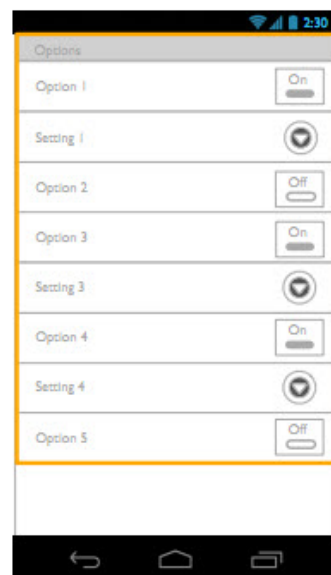 2:30
Options
Option 1
On
Setting 1
Option 2
Off
Option 3
On
Setting 3
Option 4
On
Setting 4
Option 5
Off